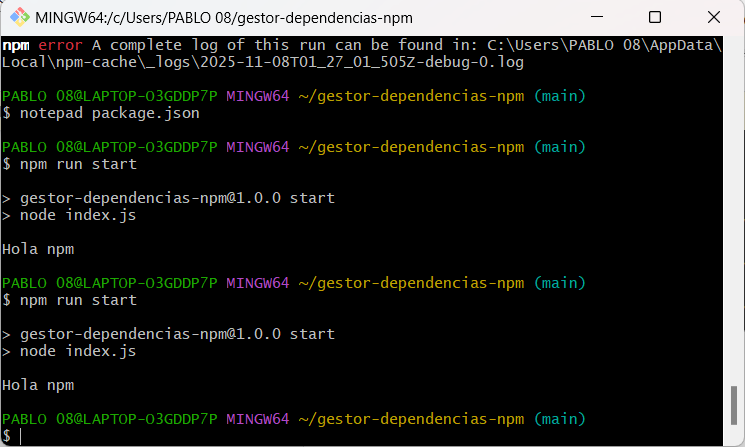 MINGW64:/c/Users/PABLO 08/gestor-dependencias-npm
npm error A complete log of this run can be found in: C:\Users\PABLO 08\AppData\
Local\npm-cache\_logs\2025-11-08T01_27_01_505Z-debug-0.log
PABLO 08@LAPTOP-O3GDDP7P MINGW64 ~/gestor-dependencias-npm (main)
$ notepad package.json
PABLO 08@LAPTOP-O3GDDP7P MINGW64 ~/gestor-dependencias-npm (main)
$ npm run start
> gestor-dependencias-npm@1.0.0 start
> node index.js
Hola npm
PABLO 08@LAPTOP-O3GDDP7P MINGW64 ~/gestor-dependencias-npm (main)
$ npm run start
> gestor-dependencias-npm@1.0.0 start
> node index.js
Hola npm
PABLO 08@LAPTOP-O3GDDP7P MINGW64 ~/gestor-dependencias-npm (main)
$